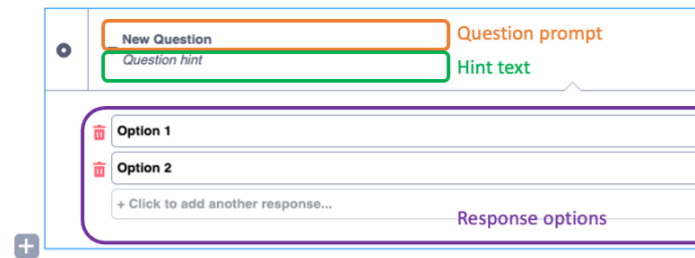 New Question
Question prompt
Question hint
Hint text
Option 1
Option 2
+ Click to add another response...
Response options